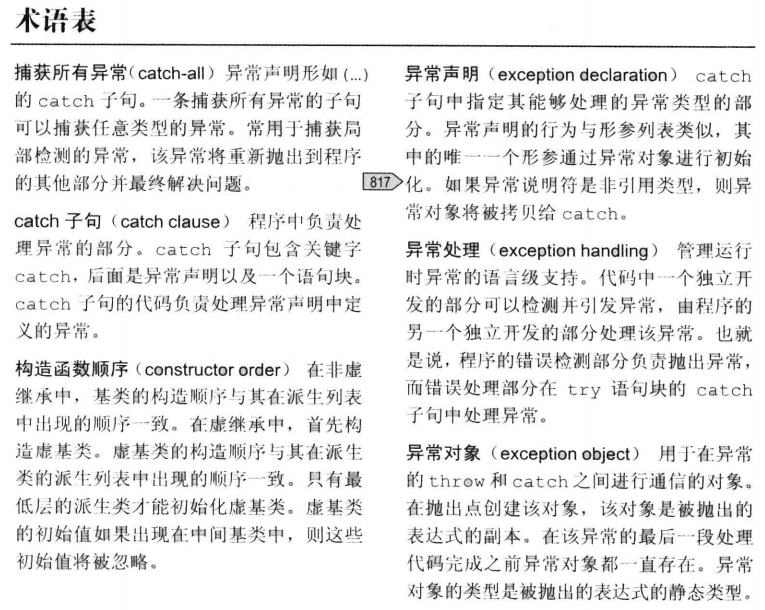 术语表
捕获所有异常(catch-all) 异常声明形如(...)
的 catch 子句。一条捕获所有异常的子句
可以捕获任意类型的异常。常用于捕获局
部检测的异常，该异常将重新抛出到程序
的其他部分并最终解决问题。
catch 子句（catch clause） 程序中负责处
理异常的部分。catch 子句包含关键字
catch，后面是异常声明以及一个语句块。
catch 子句的代码负责处理异常声明中定
义的异常。
构造函数顺序（constructor order） 在非虚
继承中，基类的构造顺序与其在派生列表
中出现的顺序一致。在虚继承中，首先构
造虚基类。虚基类的构造顺序与其在派生
类的派生列表中出现的顺序一致。只有最
低层的派生类才能初始化虚基类。虚基类
的初始值如果出现在中间基类中，则这些
初始值将被忽略。
异常声明（exception declaration） catch
子句中指定其能够处理的异常类型的部
分。异常声明的行为与形参列表类似，其
中的唯一一个形参通过异常对象进行初始
817
化。如果异常说明符是非引用类型，则异
常对象将被拷贝给 catch。
异常处理（exception handling） 管理运行
时异常的语言级支持。代码中一个独立开
发的部分可以检测并引发异常，由程序的
另一个独立开发的部分处理该异常。也就
是说，程序的错误检测部分负责抛出异常，
而错误处理部分在 try 语句块的 catch
子句中处理异常。
异常对象（exception object） 用于在异常
的 throw 和 catch 之间进行通信的对象。
在抛出点创建该对象，该对象是被抛出的
表达式的副本。在该异常的最后一段处理
代码完成之前异常对象都一直存在。异常
对象的类型是被抛出的表达式的静态类型。